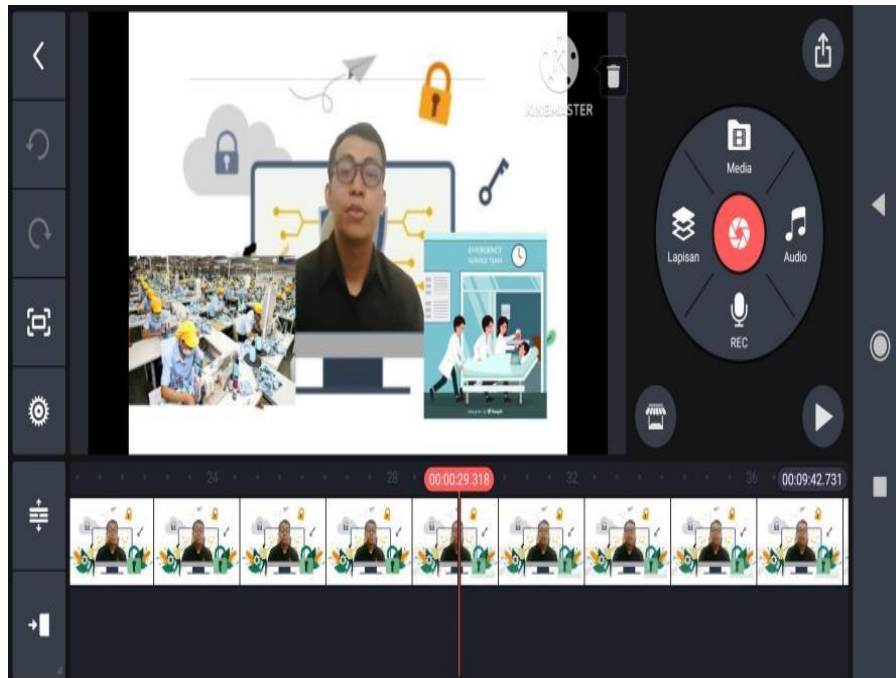 KINEMASTER
EMERGENCY
SERVICE TEAM
Media
Lapisan
Audio
REC
24
28
00:00:29.318
32
36
00:09:42.731